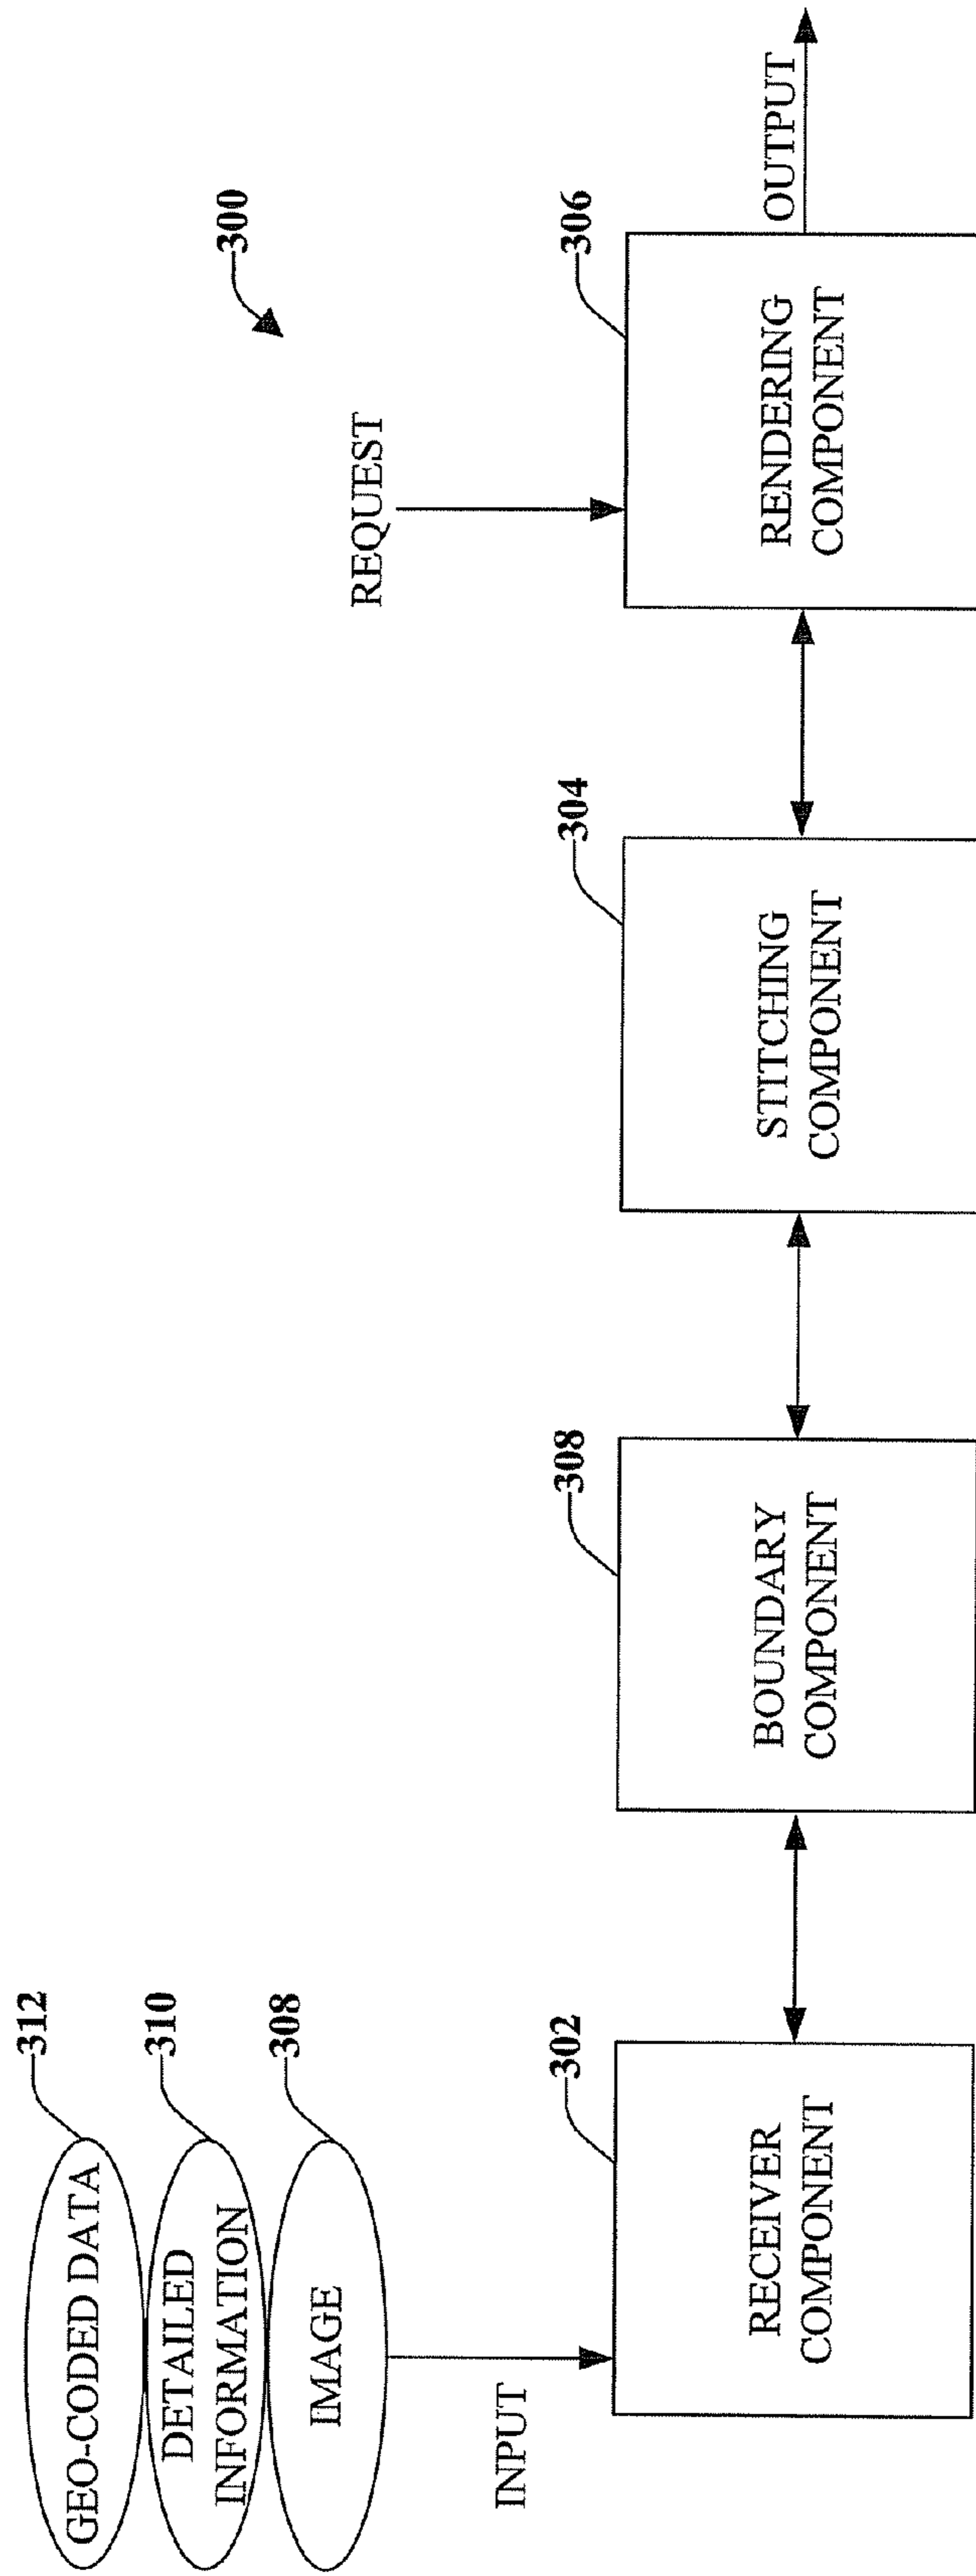 300
312
GEO-CODED DATA
310
DETAILED
INFORMATION
308
IMAGE
INPUT
REQUEST
302
RECEIVER
COMPONENT
308
BOUNDARY
COMPONENT
304
STITCHING
COMPONENT
306
RENDERING
COMPONENT
OUTPUT